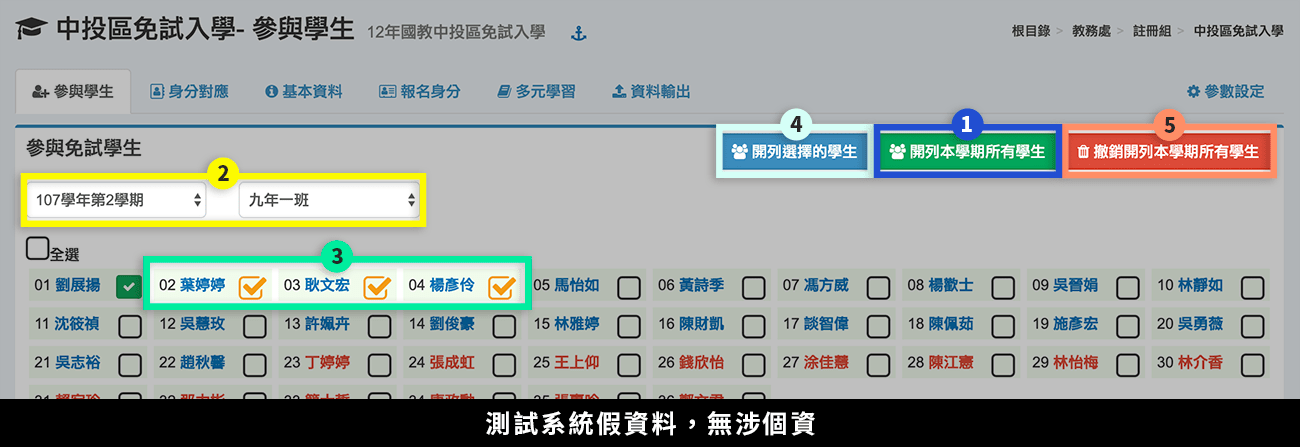 中投區免試入學- 參與學生 12年國教中投區免試入學
根目錄 > 教務處 > 註冊組 > 中投區免試入學
參與學生 身分對應 基本資料 報名身分 多元學習 資料輸出 參數設定
4 1 5
參與免試學生 開列選擇的學生 開列本學期所有學生 撤銷開列本學期所有學生
2
107學年第2學期 九年一班
全選 3
01 劉展揚 02 葉婷婷 03 耿文宏 04 楊彥伶 05 馬怡如 06 黃詩季 07 馮方威 08 楊歡士 09 吳晉娟 10 林靜如
11 沈筱禎 12 吳慧玫 13 許姵卉 14 劉俊豪 15 林雅婷 16 陳財凱 17 談智偉 18 陳佩茹 19 施彥宏 20 吳勇薇
21 吳志裕 22 趙秋馨 23 丁婷婷 24 張成虹 25 王上仰 26 錢欣怡 27 涂佳慧 28 陳江憲 29 林怡梅 30 林介香
測試系統假資料，無涉個資